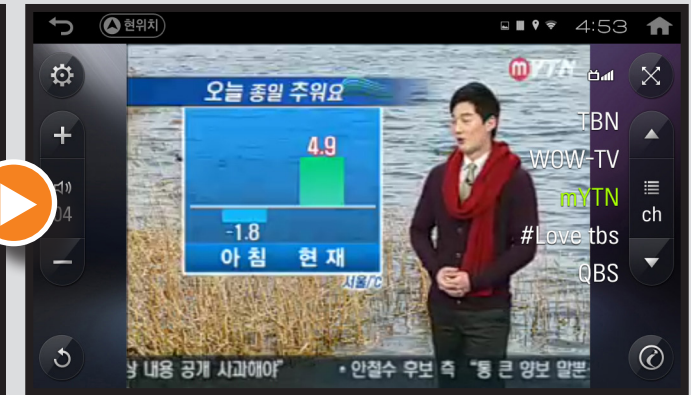 현위치
4:53
mYTN
오늘 종일 추워요
4.9
-1.8
아침 현재
서울/℃
TBN
WOW-TV
mYTN
#Love tbs
QBS
04
ch
상 내용 공개 사과해야" • 안철수 후보 측 "통 큰 양보 말뿐